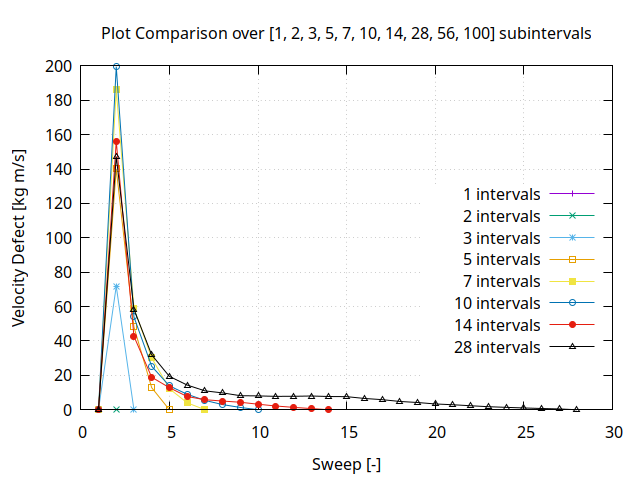 Plot Comparison over [1, 2, 3, 5, 7, 10, 14, 28, 56, 100] subintervals
200
180
160
140
120
100
80
60
40
20
0
Velocity Defect [kg m/s]
1 intervals
2 intervals
3 intervals
5 intervals
7 intervals
10 intervals
14 intervals
28 intervals
0 5 10 15 20 25 30
Sweep [-]